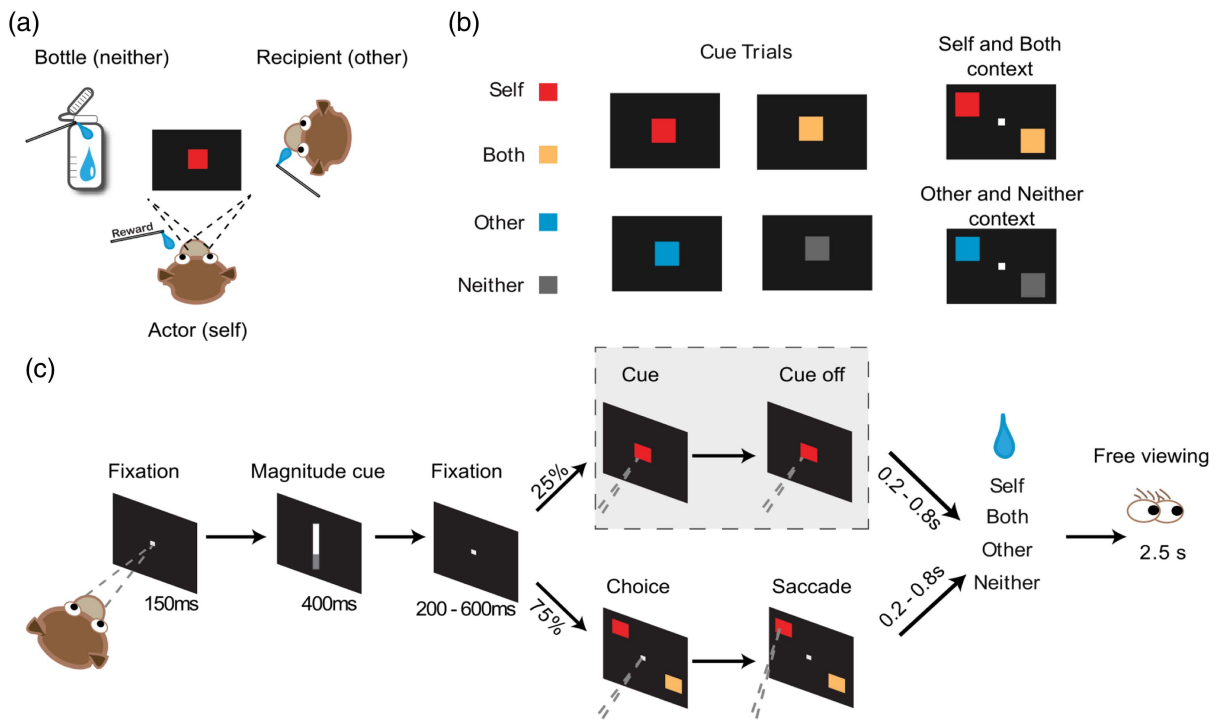 (a)
Bottle (neither)
Recipient (other)
Reward
Actor (self)
(b)
Cue Trials
Self
Both
Other
Neither
Self and Both
context
Other and Neither
context
(c)
Fixation
150ms
Magnitude cue
400ms
Fixation
200 - 600ms
25%
75%
Cue
Cue off
Choice
Saccade
0.2 - 0.8s
0.2 - 0.8s
Self
Both
Other
Neither
Free viewing
2.5 s